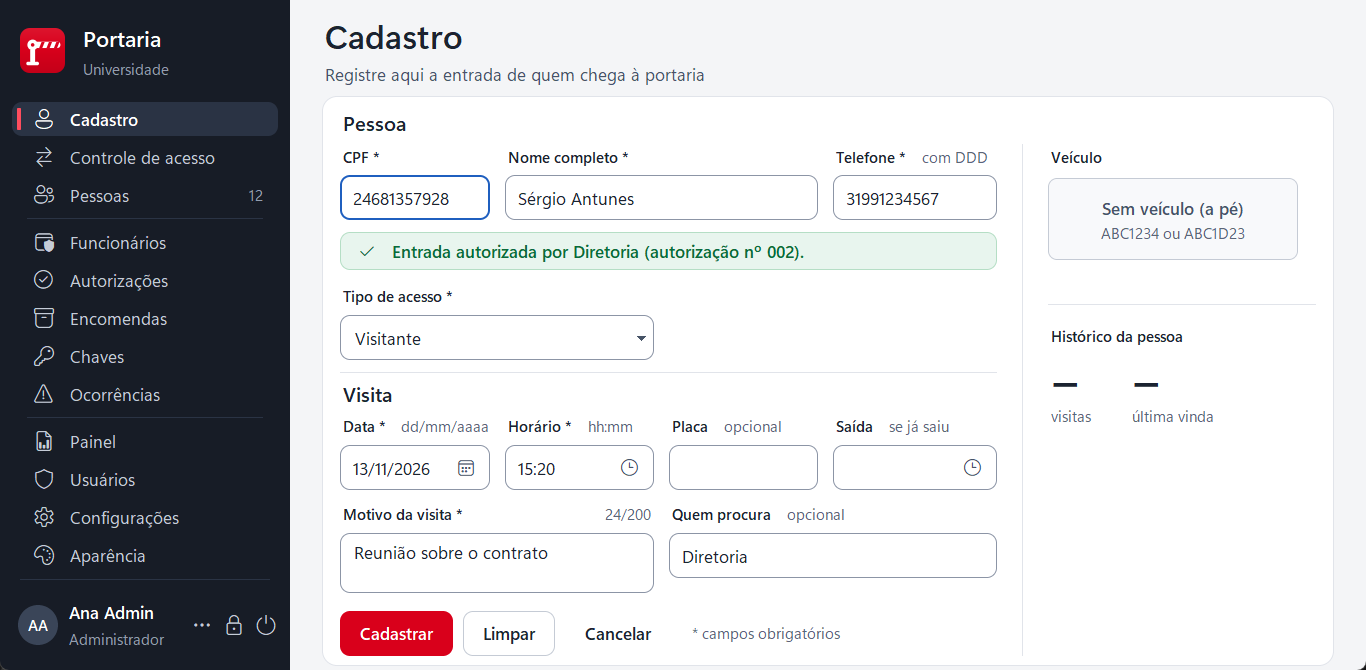 Portaria
Universidade
Cadastro
Controle de acesso
Pessoas 12
Funcionários
Autorizações
Encomendas
Chaves
Ocorrências
Painel
Usuários
Configurações
Aparência
AA
Ana Admin
Administrador
Cadastro
Registre aqui a entrada de quem chega à portaria
Pessoa
CPF * Nome completo * Telefone * com DDD
24681357928 Sérgio Antunes 31991234567
Entrada autorizada por Diretoria (autorização nº 002).
Tipo de acesso *
Visitante
Visita
Data * dd/mm/aaaa Horário * hh:mm Placa opcional Saída se já saiu
13/11/2026 15:20
Motivo da visita * 24/200 Quem procura opcional
Reunião sobre o contrato Diretoria
Cadastrar Limpar Cancelar * campos obrigatórios
Veículo
Sem veículo (a pé)
ABC1234 ou ABC1D23
Histórico da pessoa
— —
visitas última vinda